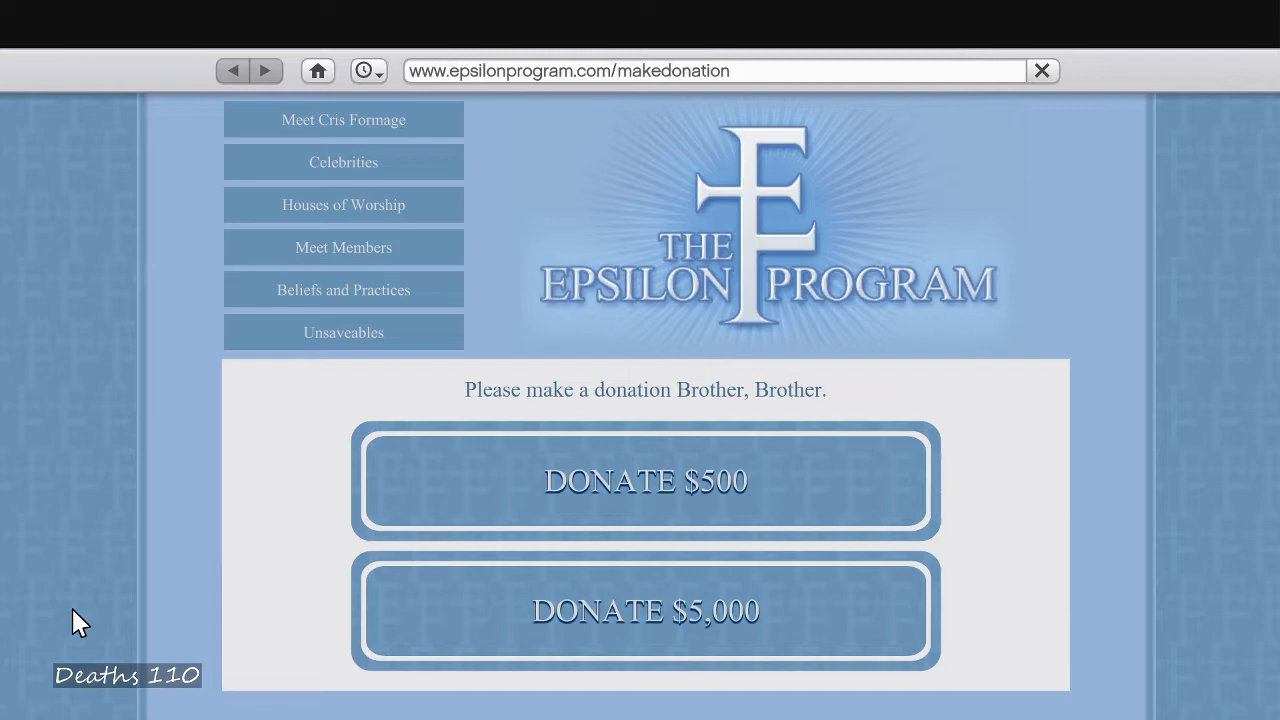 www.epsilonprogram.com/makedonation
Meet Cris Formage
Celebrities
Houses of Worship
Meet Members
Beliefs and Practices
Unsaveables
THE
EPSILON PROGRAM
Please make a donation Brother, Brother.
DONATE $500
DONATE $5,000
Deaths 110